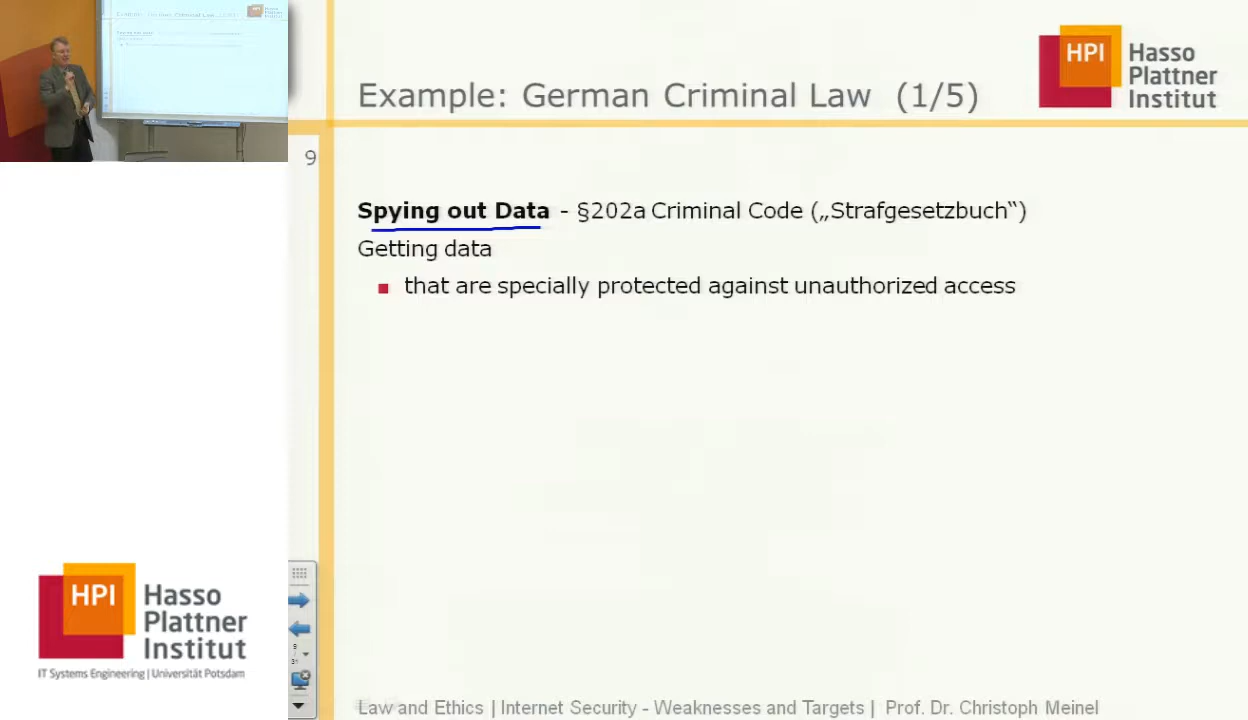 Example: German Criminal Law (1/5)
HPI Hasso
Plattner
Institut
9
Spying out Data - §202a Criminal Code („Strafgesetzbuch“)
Getting data
that are specially protected against unauthorized access
HPI Hasso
Plattner
Institut
IT Systems Engineering | Universität Potsdam
Law and Ethics | Internet Security - Weaknesses and Targets | Prof. Dr. Christoph Meinel